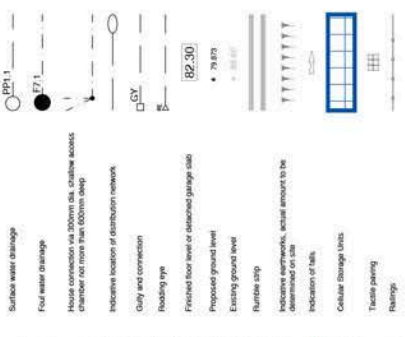 Surface water drainage
PP1.1
Foul water drainage
F7.1
House connection via 300mm dia. shallow access
chamber not more than 600mm deep
Indicative location of distribution network
Gully and connection
GY
Rodding eye
Finished floor level or detached garage slab
82.30
Proposed ground level
79.873
Existing ground level
Rumble strip
Indicative earthworks, actual amount to be
determined on site
Indication of falls
Cellular Storage Units
Tactile paving
Railings